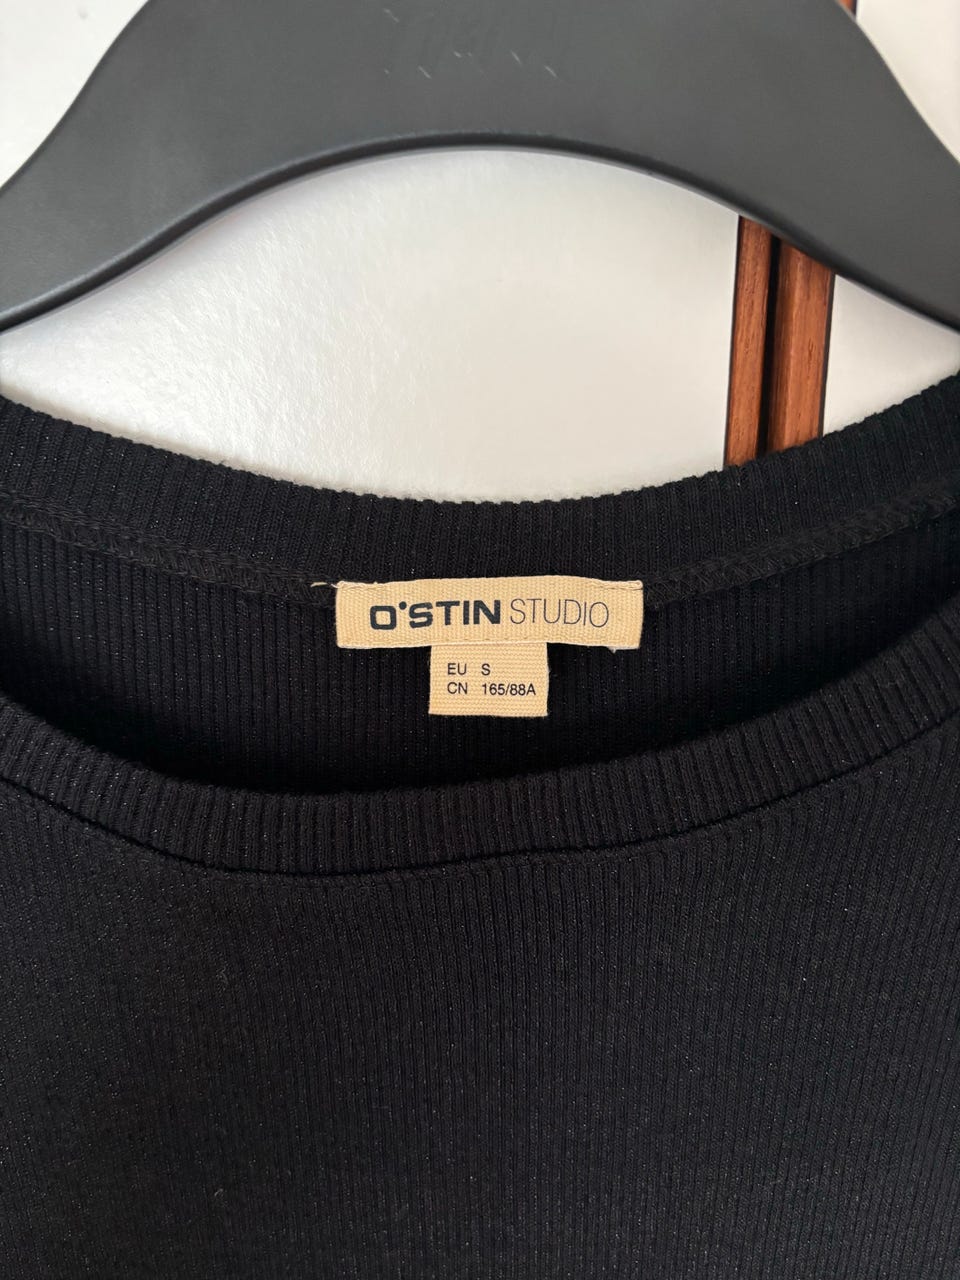 O'STIN STUDIO
EU S
CN 165/88A